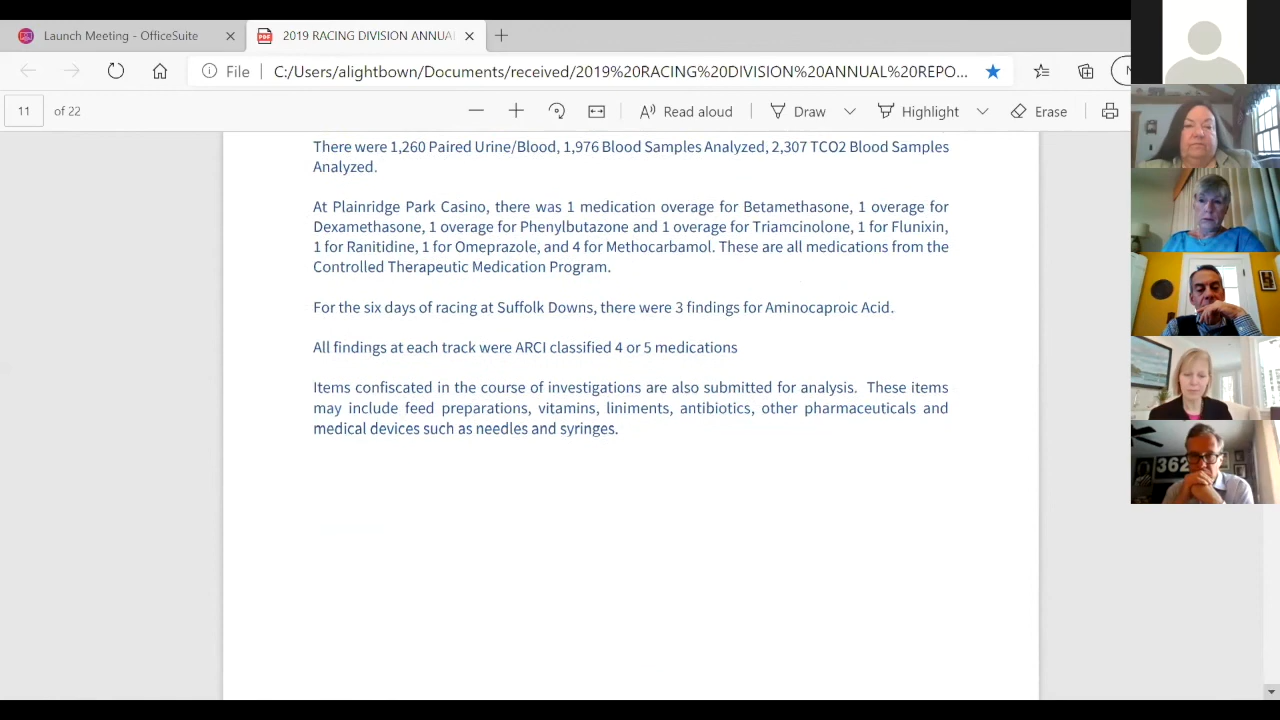 Launch Meeting - OfficeSuite
2019 RACING DIVISION ANNUA
File
C:/Users/alightbown/Documents/received/2019%20RACING%20DIVISION%20ANNUAL%20REPO...
11
of 22
Read aloud
Draw
Highlight
Erase
There were 1,260 Paired Urine/Blood, 1,976 Blood Samples Analyzed, 2,307 TCO2 Blood Samples
Analyzed.
At Plainridge Park Casino, there was 1 medication overage for Betamethasone, 1 overage for
Dexamethasone, 1 overage for Phenylbutazone and 1 overage for Triamcinolone, 1 for Flunixin,
1 for Ranitidine, 1 for Omeprazole, and 4 for Methocarbamol. These are all medications from the
Controlled Therapeutic Medication Program.
For the six days of racing at Suffolk Downs, there were 3 findings for Aminocaproic Acid.
All findings at each track were ARCI classified 4 or 5 medications
Items confiscated in the course of investigations are also submitted for analysis. These items
may include feed preparations, vitamins, liniments, antibiotics, other pharmaceuticals and
medical devices such as needles and syringes.
362